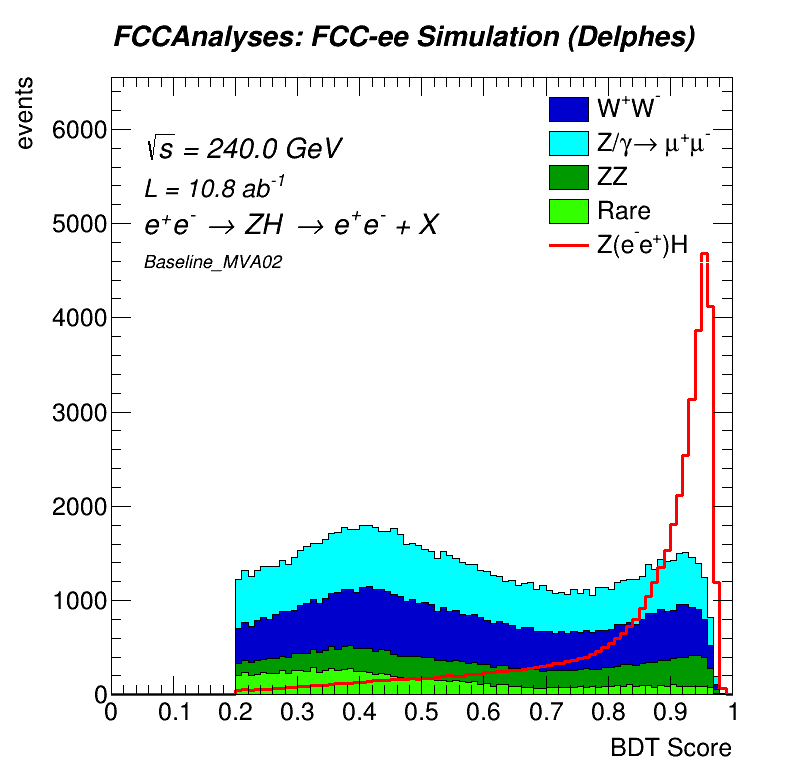 FCCAnalyses: FCC-ee Simulation (Delphes)
events
6000
5000
4000
3000
2000
1000
0
√s = 240.0 GeV
L = 10.8 ab⁻¹
e⁺e⁻ → ZH → e⁺e⁻ + X
Baseline_MVA02
W⁺W⁻
Z/γ→ μ⁺μ⁻
ZZ
Rare
Z(e⁻e⁺)H
0 0.1 0.2 0.3 0.4 0.5 0.6 0.7 0.8 0.9 1
BDT Score